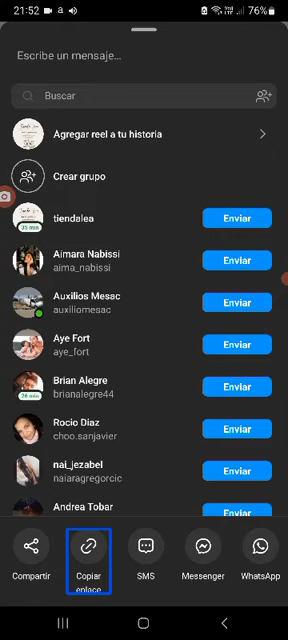 21:52 a 76%
Escribe un mensaje...
Buscar
Agregar reel a tu historia
Crear grupo
tiendalea
Enviar
Aimara Nabissi
aima_nabissi
Enviar
Auxilios Mesac
auxiliomesac
Enviar
Aye Fort
aye_fort
Enviar
Brian Alegre
brianalegre44
Enviar
Rocio Diaz
choo.sanjavier
Enviar
nai_jezabel
naiaragregorcic
Enviar
Andrea Tobar
Enviar
Compartir
Copiar enlace
SMS
Messenger
WhatsApp